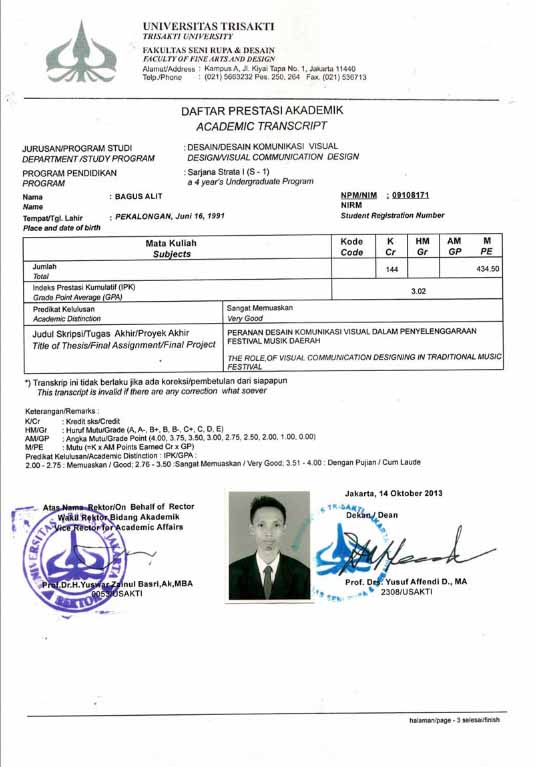 UNIVERSITAS TRISAKTI
TRISAKTI UNIVERSITY
FAKULTAS SENI RUPA & DESAIN
FACULTY OF FINE ARTS AND DESIGN
Alamat/Address : Kampus A, Jl. Kiyai Tapa No. 1, Jakarta 11440
Telp./Phone : (021) 5663232 Pes. 250, 264 Fax. (021) 536713
DAFTAR PRESTASI AKADEMIK
ACADEMIC TRANSCRIPT
JURUSAN/PROGRAM STUDI : DESAIN/DESAIN KOMUNIKASI VISUAL
DEPARTMENT /STUDY PROGRAM DESIGN/VISUAL COMMUNICATION DESIGN
PROGRAM PENDIDIKAN : Sarjana Strata I (S - 1)
PROGRAM a 4 year's Undergraduate Program
Nama : BAGUS ALIT NPM/NIM : 09108171
Name NIRM
Tempat/Tgl. Lahir : PEKALONGAN, Juni 16, 1991 Student Registration Number
Place and date of birth
Mata Kuliah Kode K HM AM M
Subjects Code Cr Gr GP PE
Jumlah 144 434.50
Total
Indeks Prestasi Kumulatif (IPK) 3.02
Grade Point Average (GPA)
Predikat Kelulusan Sangat Memuaskan
Academic Distinction Very Good
Judul Skripsi/Tugas Akhir/Proyek Akhir PERANAN DESAIN KOMUNIKASI VISUAL DALAM PENYELENGGARAAN
FESTIVAL MUSIK DAERAH
Title of Thesis/Final Assignment/Final Project THE ROLE OF VISUAL COMMUNICATION DESIGNING IN TRADITIONAL MUSIC
FESTIVAL
*) Transkrip ini tidak berlaku jika ada koreksi/pembetulan dari siapapun
This transcript is invalid if there are any correction what soever
Keterangan/Remarks :
K/Cr : Kredit sks/Credit
HM/Gr : Huruf Mutu/Grade (A, A-, B+, B, B-, C+, C, D, E)
AM/GP : Angka Mutu/Grade Point (4.00, 3.75, 3.50, 3.00, 2.75, 2.50, 2.00, 1.00, 0.00)
M/PE : Mutu (=K x AM Points Earned Cr x GP)
Predikat Kelulusan/Academic Distinction : IPK/GPA :
2.00 - 2.75 : Memuaskan / Good; 2.76 - 3.50 :Sangat Memuaskan / Very Good; 3.51 - 4.00 : Dengan Pujian / Cum Laude
Jakarta, 14 Oktober 2013
Atas Nama Rektor/On Behalf of Rector
Wakil Rektor Bidang Akademik
Vice Rector for Academic Affairs
Dekan/ Dean
Prof.Dr.H.Yuswar Zainul Basri,Ak,MBA
0053/USAKTI
Prof. Drs. Yusuf Affendi D., MA
2308/USAKTI
UNIVERSITAS
JAKARTA
REKTOR
halaman/page - 3 selesai/finish